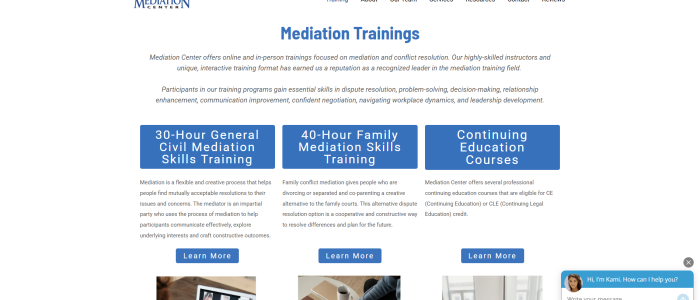 MEDIATION
CENTER
Training About Our Team Services Resources Contact Reviews
Mediation Trainings
Mediation Center offers online and in-person trainings focused on mediation and conflict resolution. Our highly-skilled instructors and
unique, interactive training format has earned us a reputation as a recognized leader in the mediation training field.
Participants in our training programs gain essential skills in dispute resolution, problem-solving, decision-making, relationship
enhancement, communication improvement, confident negotiation, navigating workplace dynamics, and leadership development.
30-Hour General
Civil Mediation
Skills Training
Mediation is a flexible and creative process that helps
people find mutually acceptable resolutions to their
issues and concerns. The mediator is an impartial
party who uses the process of mediation to help
participants communicate effectively, explore
underlying interests and craft constructive outcomes.
Learn More
40-Hour Family
Mediation Skills
Training
Family conflict mediation gives people who are
divorcing or separated and co-parenting a creative
alternative to the family courts. This alternative dispute
resolution option is a cooperative and constructive way
to resolve differences and plan for the future.
Learn More
Continuing
Education
Courses
Mediation Center offers several professional
continuing education courses that are eligible for CE
(Continuing Education) or CLE (Continuing Legal
Education) credit.
Learn More
Hi, I'm Kami. How can I help you?
Write your message